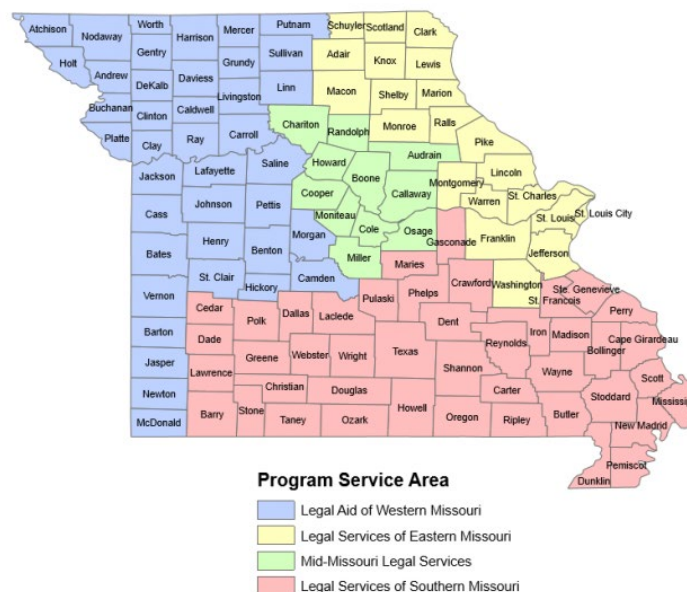 Atchison
Nodaway
Worth
Harrison
Mercer
Putnam
Schuyler
Scotland
Clark
Gentry
Sullivan
Adair
Knox
Lewis
Holt
Andrew
DeKalb
Daviess
Grundy
Linn
Macon
Shelby
Marion
Buchanan
Clinton
Caldwell
Livingston
Chariton
Randolph
Monroe
Ralls
Platte
Clay
Ray
Carroll
Pike
Jackson
Lafayette
Saline
Howard
Boone
Audrain
Lincoln
Cass
Johnson
Pettis
Cooper
Callaway
Montgomery
Warren
St. Charles
St. Louis
St. Louis City
Moniteau
Cole
Osage
Gasconade
Franklin
Jefferson
Bates
Henry
Benton
Morgan
Miller
Maries
St. Clair
Hickory
Camden
Pulaski
Phelps
Crawford
Washington
St. Francois
Ste. Genevieve
Perry
Vernon
Cedar
Polk
Dallas
Laclede
Dent
Iron
Madison
Cape Girardeau
Bollinger
Barton
Dade
Greene
Webster
Wright
Texas
Reynolds
Jasper
Lawrence
Shannon
Wayne
Scott
Newton
Christian
Douglas
Carter
Stoddard
Mississi
McDonald
Barry
Stone
Taney
Ozark
Howell
Oregon
Ripley
Butler
New Madrid
Pemiscot
Dunklin
Program Service Area
Legal Aid of Western Missouri
Legal Services of Eastern Missouri
Mid-Missouri Legal Services
Legal Services of Southern Missouri